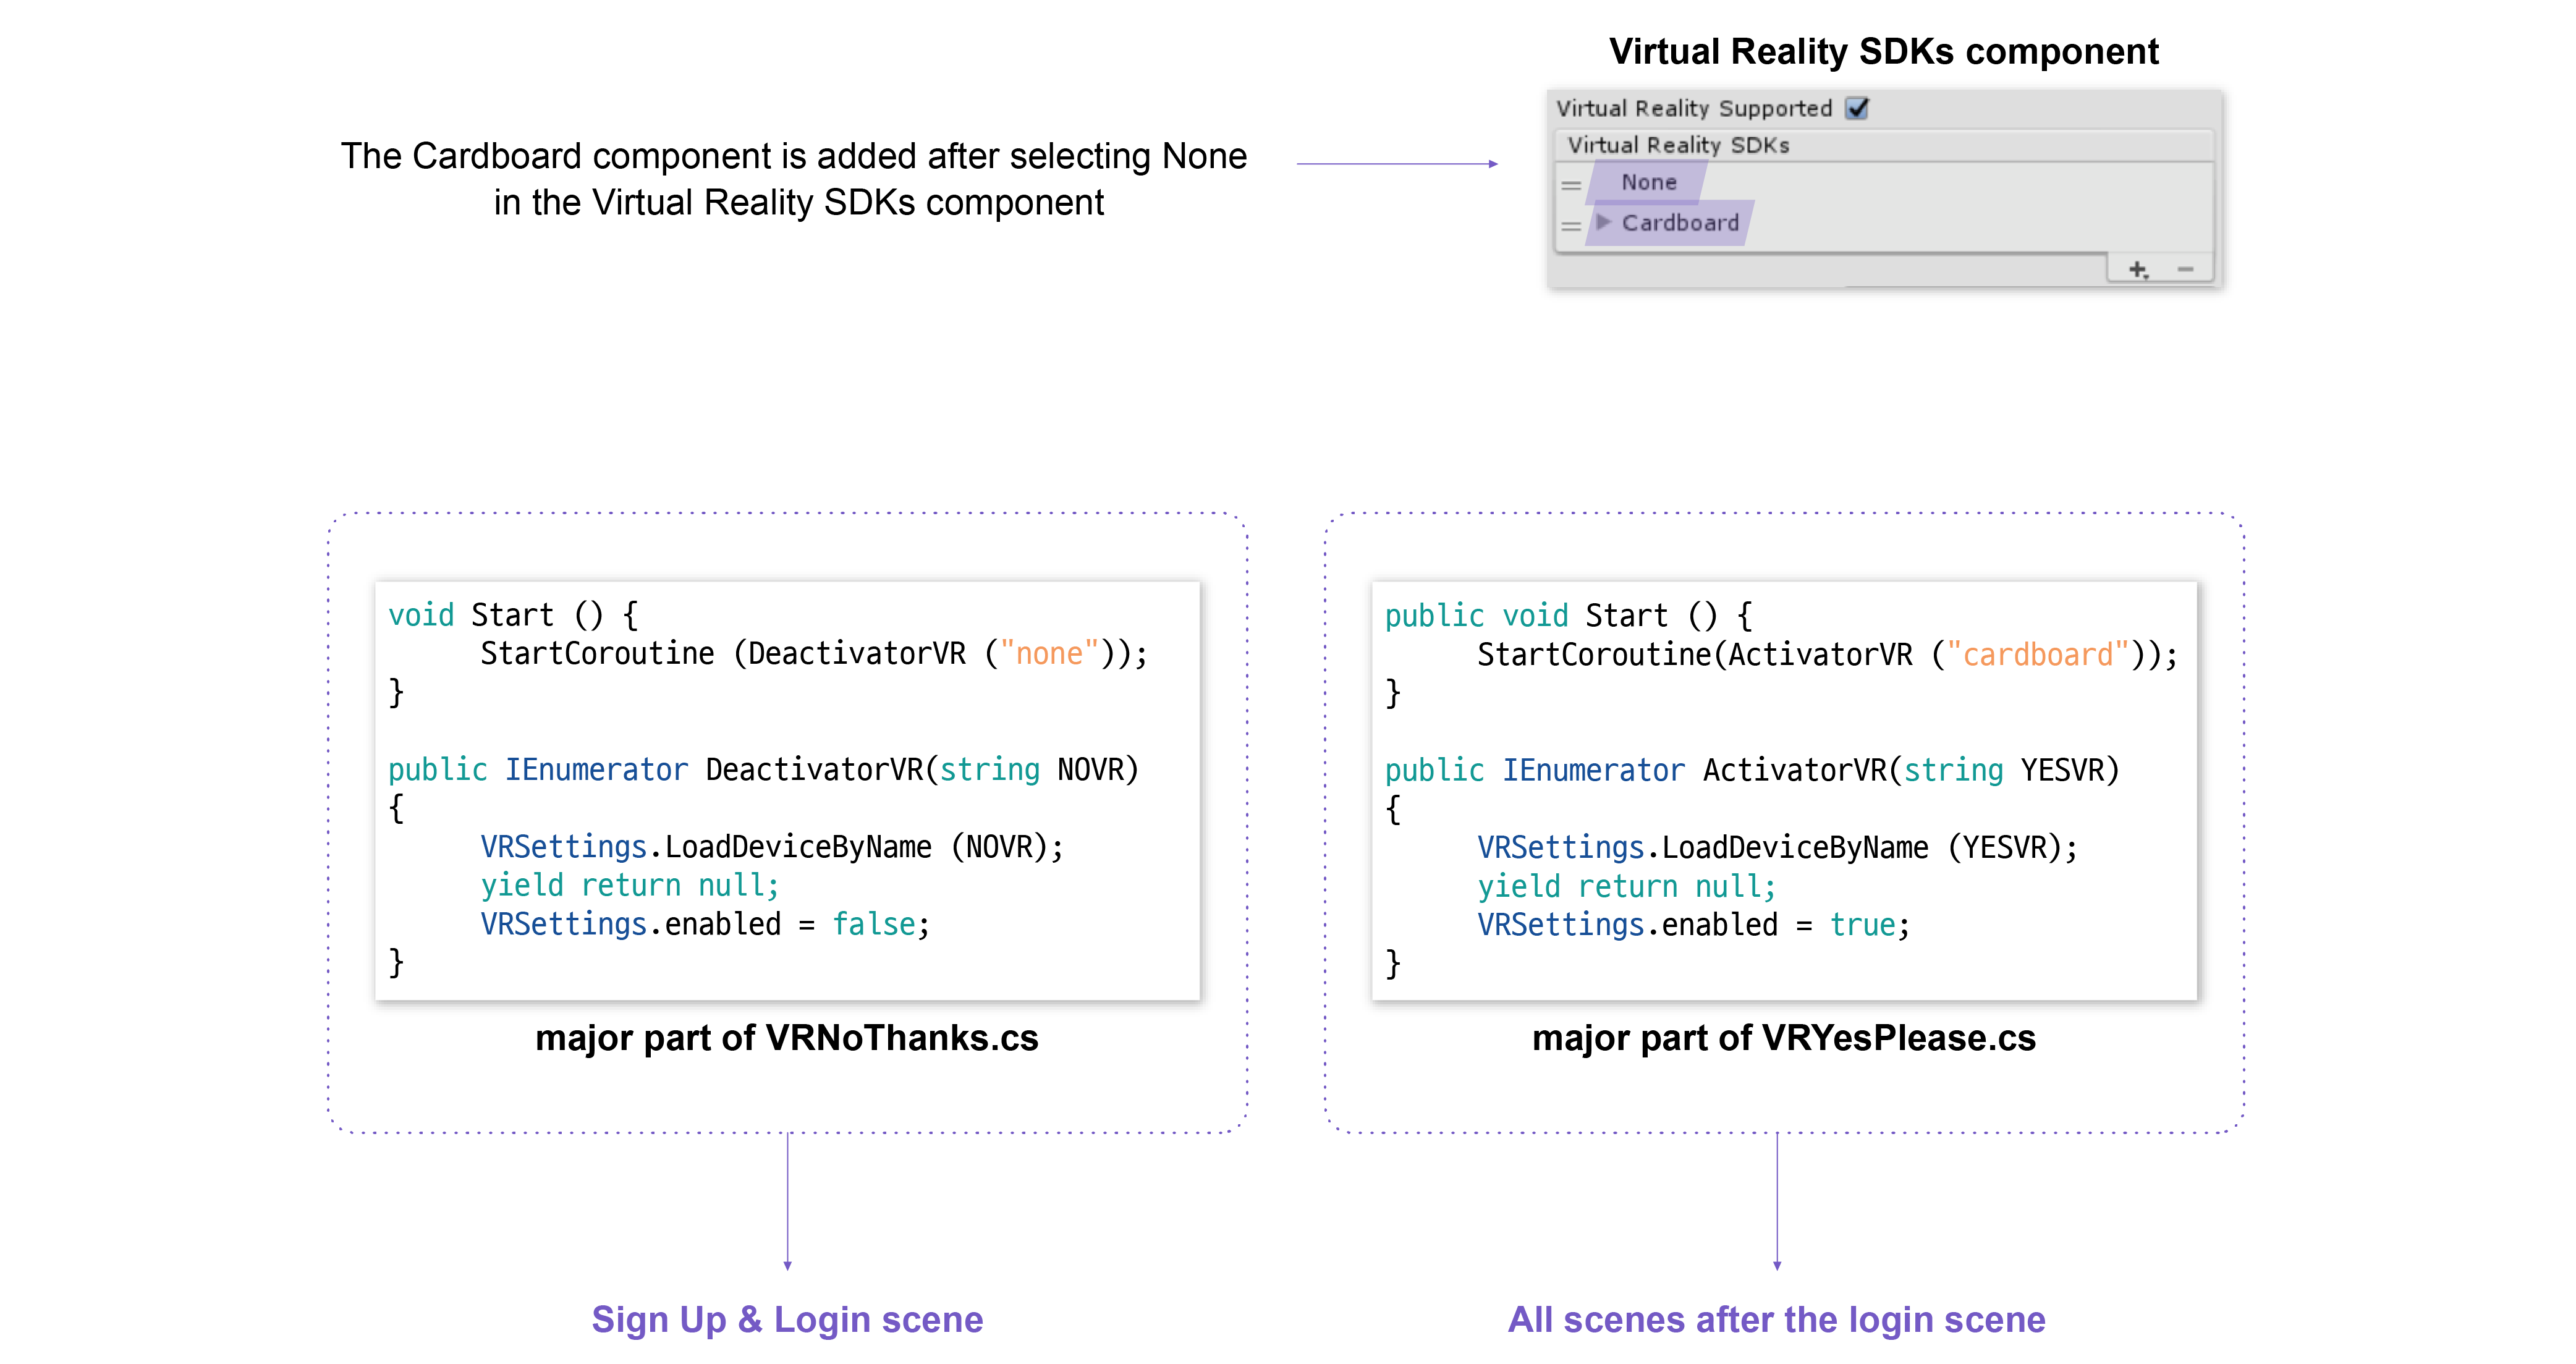 Virtual Reality SDKs component
The Cardboard component is added after selecting None
in the Virtual Reality SDKs component
Virtual Reality Supported
Virtual Reality SDKs
None
Cardboard
void Start () {
StartCoroutine (DeactivatorVR ("none"));
}
public IEnumerator DeactivatorVR(string NOVR)
{
VRSettings.LoadDeviceByName (NOVR);
yield return null;
VRSettings.enabled = false;
}
major part of VRNoThanks.cs
Sign Up & Login scene
public void Start () {
StartCoroutine(ActivatorVR ("cardboard"));
}
public IEnumerator ActivatorVR(string YESVR)
{
VRSettings.LoadDeviceByName (YESVR);
yield return null;
VRSettings.enabled = true;
}
major part of VRYesPlease.cs
All scenes after the login scene